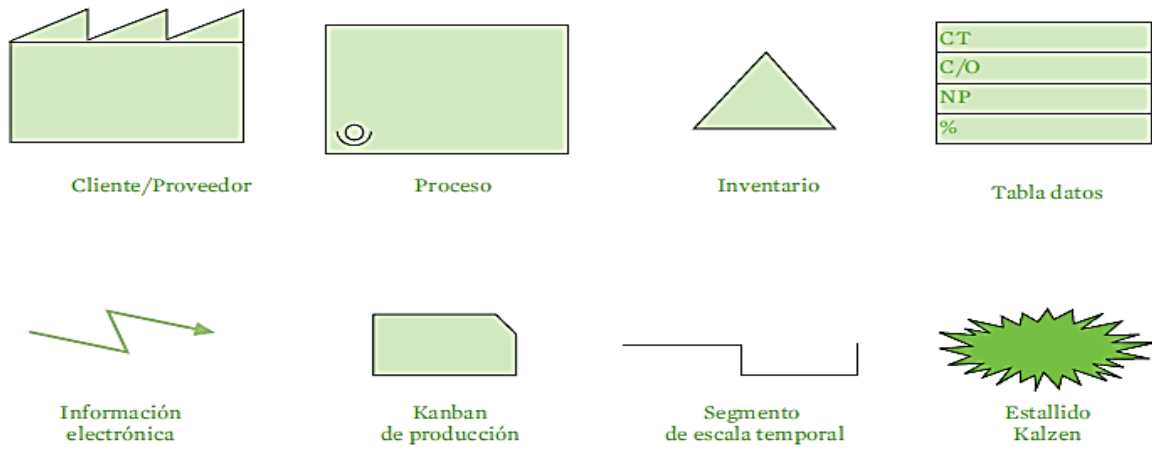 CT
C/O
NP
%
Cliente/Proveedor
Proceso
Inventario
Tabla datos
Información
electrónica
Kanban
de producción
Segmento
de escala temporal
Estallido
Kalzen